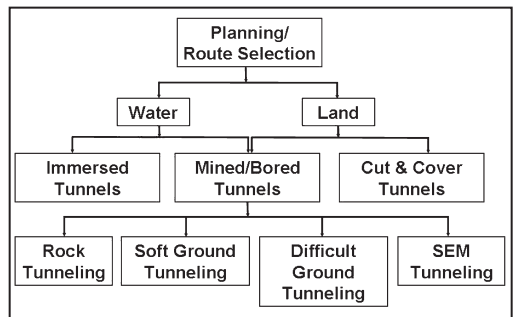 Planning/
Route Selection
Water
Land
Immersed
Tunnels
Mined/Bored
Tunnels
Cut & Cover
Tunnels
Rock
Tunneling
Soft Ground
Tunneling
Difficult
Ground
Tunneling
SEM
Tunneling